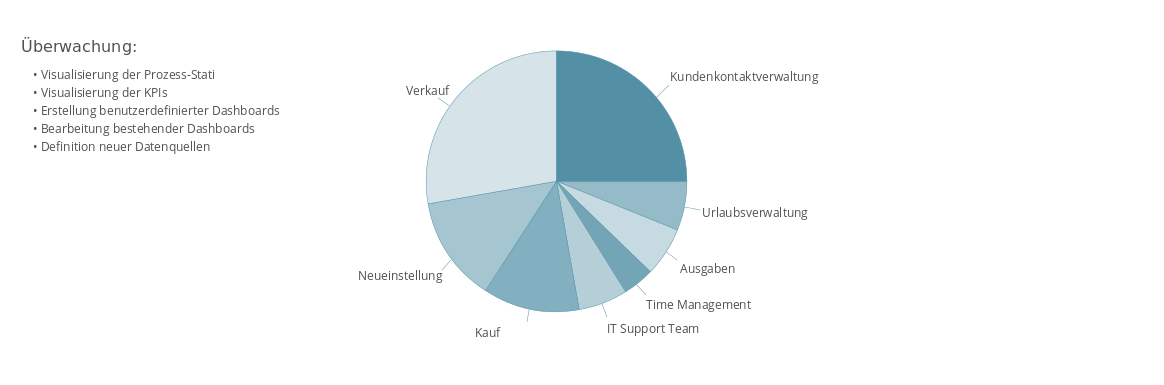 Überwachung:
• Visualisierung der Prozess-Stati
• Visualisierung der KPIs
• Erstellung benutzerdefinierter Dashboards
• Bearbeitung bestehender Dashboards
• Definition neuer Datenquellen
Kundenkontaktverwaltung
Verkauf
Urlaubsverwaltung
Ausgaben
Neueinstellung
Time Management
IT Support Team
Kauf